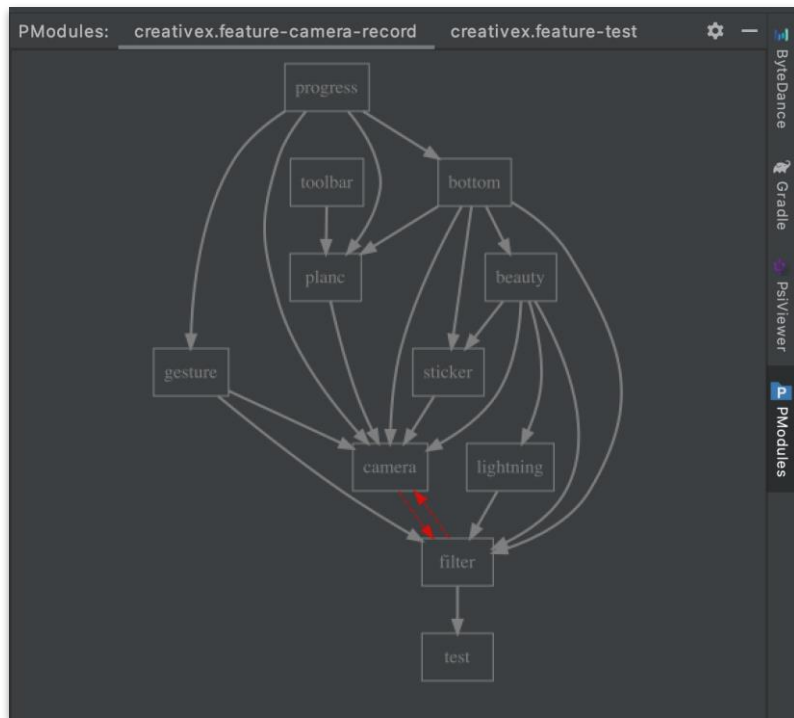 PModules: creativex.feature-camera-record creativex.feature-test
progress
toolbar bottom
planc beauty
gesture sticker
camera lightning
filter
test
ByteDance
Gradle
PsiViewer
P PModules